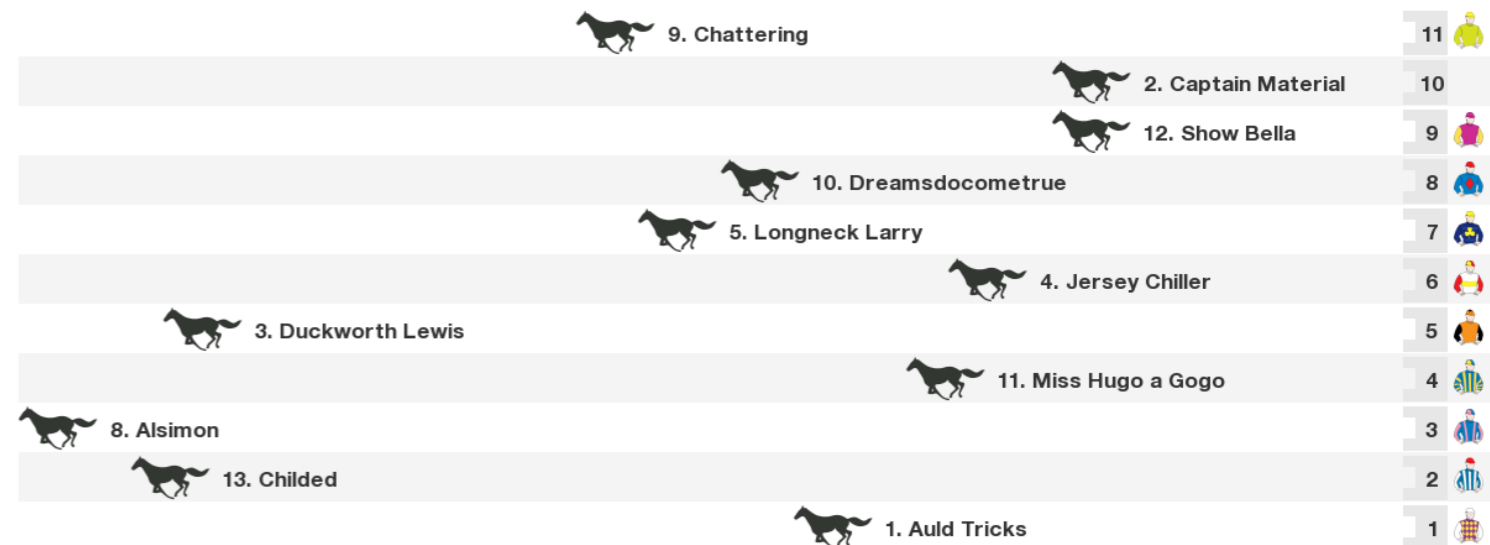 9. Chattering 11
2. Captain Material 10
12. Show Bella 9
10. Dreamsdocometrue 8
5. Longneck Larry 7
4. Jersey Chiller 6
3. Duckworth Lewis 5
11. Miss Hugo a Gogo 4
8. Alsimon 3
13. Childed 2
1. Auld Tricks 1